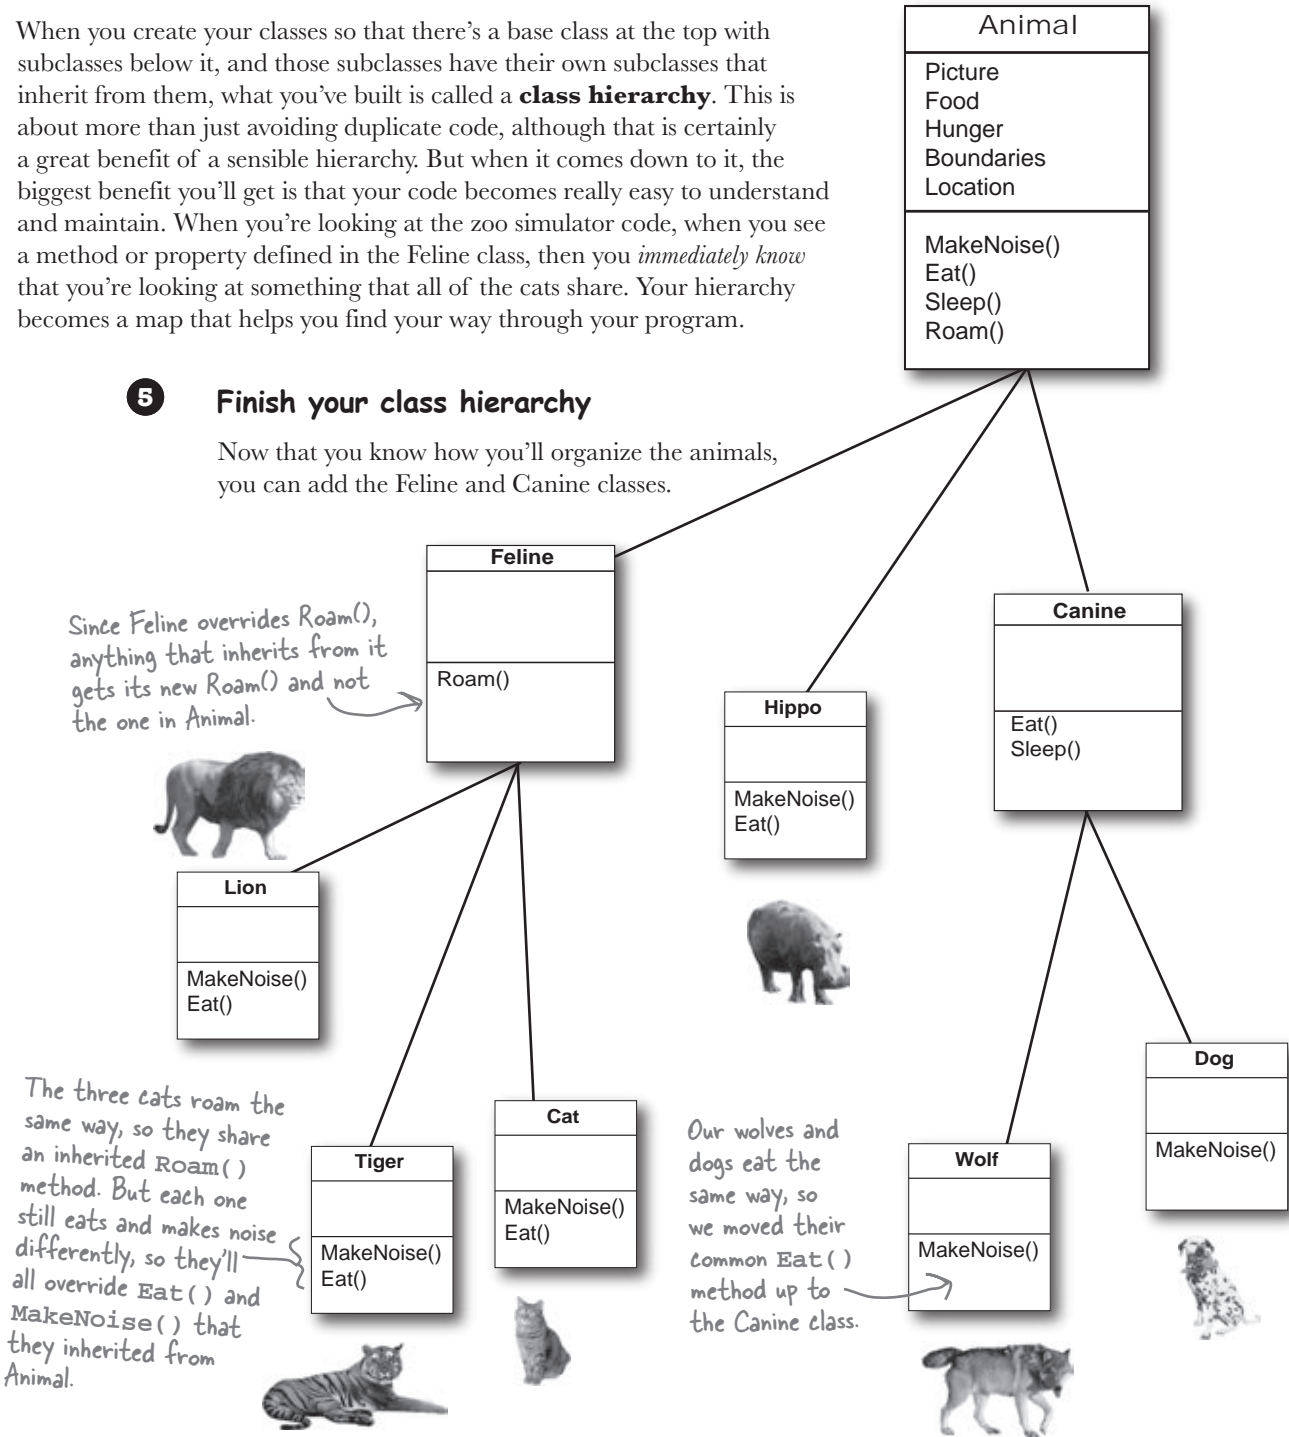 When you create your classes so that there's a base class at the top with
subclasses below it, and those subclasses have their own subclasses that
inherit from them, what you've built is called a class hierarchy. This is
about more than just avoiding duplicate code, although that is certainly
a great benefit of a sensible hierarchy. But when it comes down to it, the
biggest benefit you'll get is that your code becomes really easy to understand
and maintain. When you're looking at the zoo simulator code, when you see
a method or property defined in the Feline class, then you immediately know
that you're looking at something that all of the cats share. Your hierarchy
becomes a map that helps you find your way through your program.
Animal
Picture
Food
Hunger
Boundaries
Location
MakeNoise()
Eat()
Sleep()
Roam()
5 Finish your class hierarchy
Now that you know how you'll organize the animals,
you can add the Feline and Canine classes.
Feline
Roam()
Since Feline overrides Roam(),
anything that inherits from it
gets its new Roam() and not
the one in Animal.
Hippo
MakeNoise()
Eat()
Canine
Eat()
Sleep()
Lion
MakeNoise()
Eat()
The three cats roam the
same way, so they share
an inherited Roam()
method. But each one
still eats and makes noise
differently, so they'll
all override Eat() and
MakeNoise() that
they inherited from
Animal.
Tiger
MakeNoise()
Eat()
Cat
MakeNoise()
Eat()
Our wolves and
dogs eat the
same way, so
we moved their
common Eat()
method up to
the Canine class.
Wolf
MakeNoise()
Dog
MakeNoise()